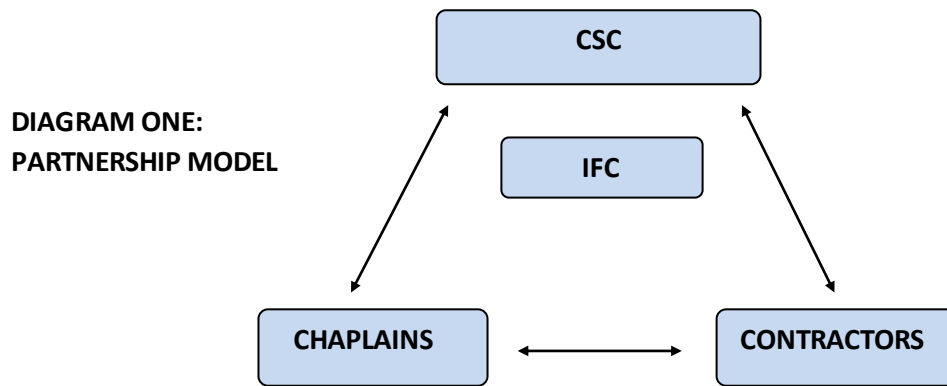 CSC
DIAGRAM ONE:
PARTNERSHIP MODEL
IFC
CHAPLAINS
CONTRACTORS